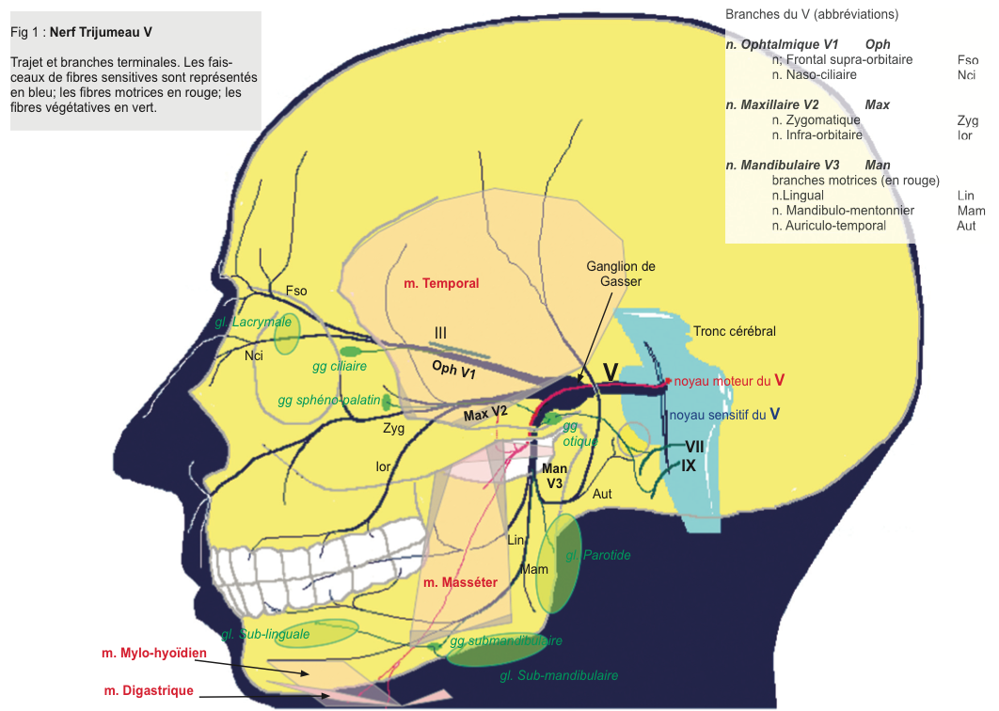 Fig 1 : Nerf Trijumeau V
Trajet et branches terminales. Les fais-
ceaux de fibres sensitives sont représentés
en bleu; les fibres motrices en rouge; les
fibres végétatives en vert.
Branches du V (abbréviations)
n. Ophtalmique V1 Oph
n; Frontal supra-orbitaire Fso
n. Naso-ciliaire Nci
n. Maxillaire V2 Max
n. Zygomatique Zyg
n. Infra-orbitaire Ior
n. Mandibulaire V3 Man
branches motrices (en rouge)
n.Lingual Lin
n. Mandibulo-mentonnier Mam
n. Auriculo-temporal Aut
Ganglion de
Gasser
m. Temporal
Fso
gl. Lacrymale
III
Tronc cérébral
Nci
gg ciliaire
Oph V1
V
noyau moteur du V
gg sphéno-palatin
Max V2
noyau sensitif du V
Zyg
gg
otique
VII
Ior
Man
V3
IX
Aut
Lin
gl. Parotide
Mam
m. Masséter
gl. Sub-linguale
gg submandibulaire
m. Mylo-hyoïdien
gl. Sub-mandibulaire
m. Digastrique